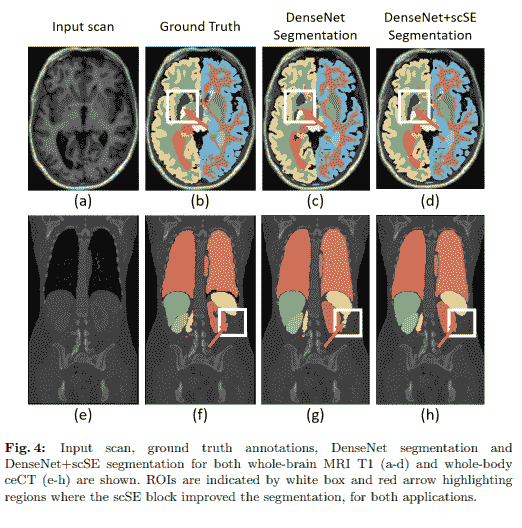 Input scan
Ground Truth
DenseNet
Segmentation
DenseNet+scSE
Segmentation
(a)
(b)
(c)
(d)
(e)
(f)
(g)
(h)
Fig. 4: Input scan, ground truth annotations, DenseNet segmentation and
DenseNet+scSE segmentation for both whole-brain MRI T1 (a-d) and whole-body
ceCT (e-h) are shown. ROIs are indicated by white box and red arrow highlighting
regions where the scSE block improved the segmentation, for both applications.